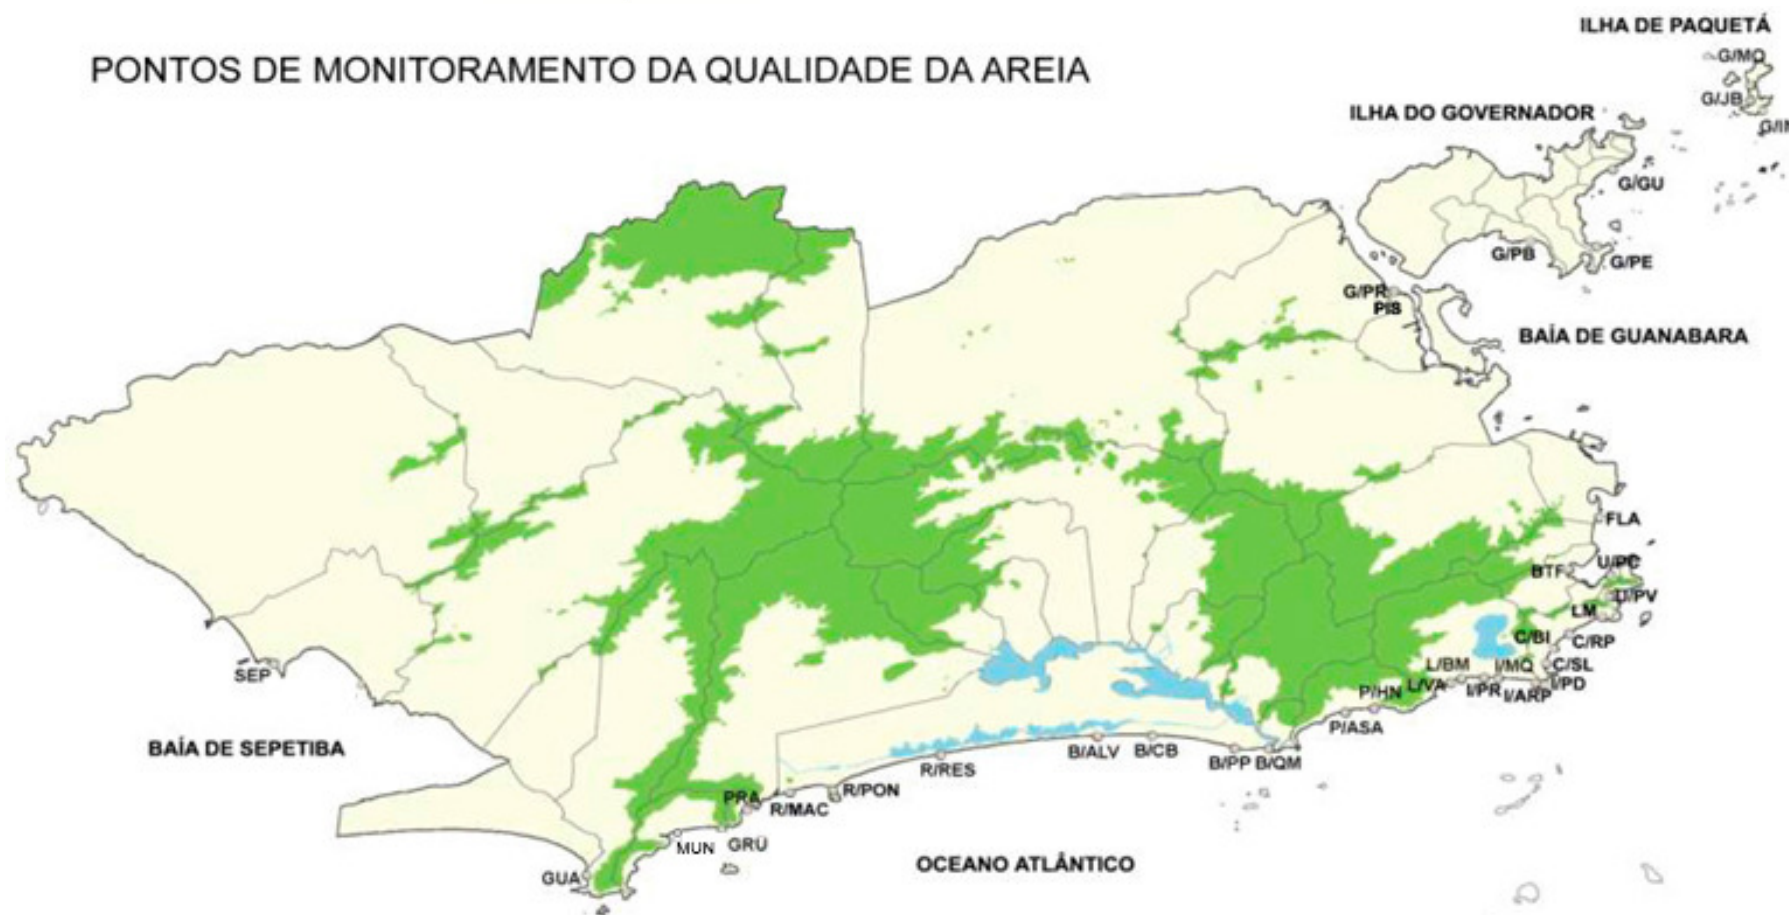 ILHA DE PAQUETÁ
G/MO
PONTOS DE MONITORAMENTO DA QUALIDADE DA AREIA
G/JB
ILHA DO GOVERNADOR
G/IN
G/GU
G/PB
G/PE
G/PR
PIS
BAÍA DE GUANABARA
FLA
U/PC
BTF
U/PV
LM
C/BI
C/RP
L/BM
I/MQ
C/SL
SEP
P/HN
L/VA
I/PR
I/ARP
I/PD
P/ASA
BAÍA DE SEPETIBA
B/ALV
B/CB
B/PP
B/QM
R/RES
PRA
R/MAC
R/PON
MUN
GRU
OCEANO ATLÂNTICO
GUA